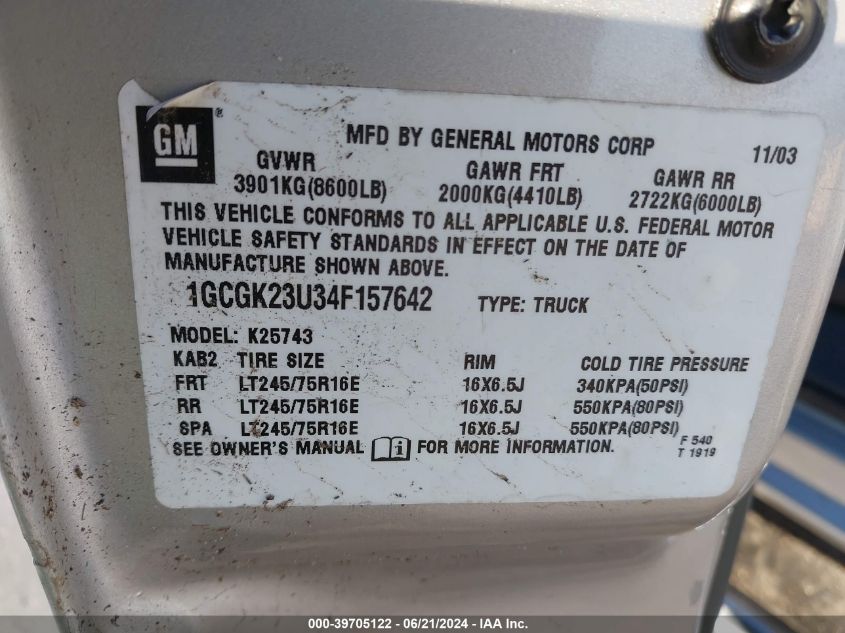 GM ®
MFD BY GENERAL MOTORS CORP 11/03
GVWR GAWR FRT GAWR RR
3901KG(8600LB) 2000KG(4410LB) 2722KG(6000LB)
THIS VEHICLE CONFORMS TO ALL APPLICABLE U.S. FEDERAL MOTOR
VEHICLE SAFETY STANDARDS IN EFFECT ON THE DATE OF
MANUFACTURE SHOWN ABOVE.
1GCGK23U34F157642 TYPE: TRUCK
MODEL: K25743
KAB2 TIRE SIZE RIM COLD TIRE PRESSURE
FRT LT245/75R16E 16X6.5J 340KPA(50PSI)
RR LT245/75R16E 16X6.5J 550KPA(80PSI)
SPA LT245/75R16E 16X6.5J 550KPA(80PSI)
SEE OWNER'S MANUAL i FOR MORE INFORMATION.
F 540
T 1919
000-39705122 - 06/21/2024 - IAA Inc.